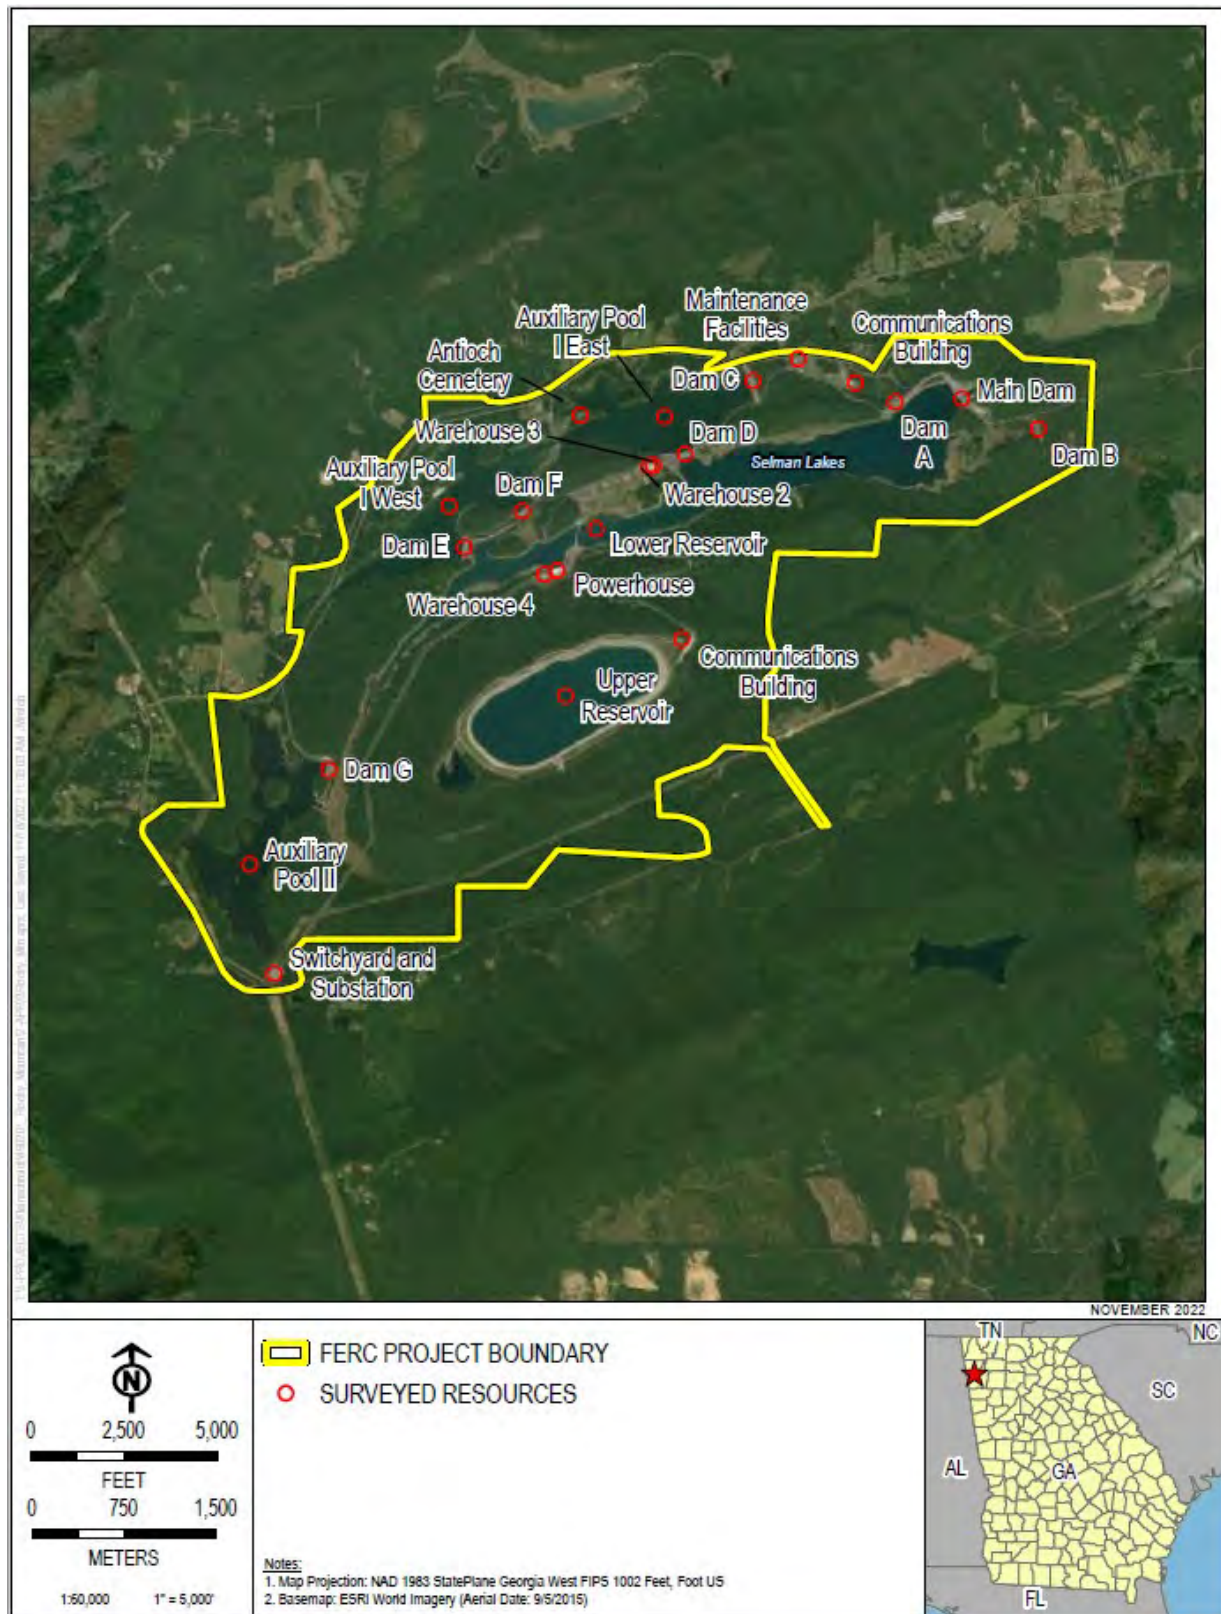 Maintenance
Facilities
Auxiliary Pool
I East
Communications
Building
Antioch
Cemetery
Dam C
Main Dam
Warehouse 3
Dam D
Dam
A
Dam B
Selman Lakes
Auxiliary Pool
I West
Dam F
Warehouse 2
Dam E
Lower Reservoir
Warehouse 4
Powerhouse
Communications
Building
Upper
Reservoir
Dam G
Auxiliary
Pool II
Switchyard and
Substation
NOVEMBER 2022
N
0 2,500 5,000
FEET
0 750 1,500
METERS
1:60,000 1" = 5,000'
FERC PROJECT BOUNDARY
SURVEYED RESOURCES
Notes:
1. Map Projection: NAD 1983 StatePlane Georgia West FIPS 1002 Feet, Foot US
2. Basemap: ESRI World Imagery (Aerial Date: 9/5/2015)
TN
NC
SC
AL
GA
FL